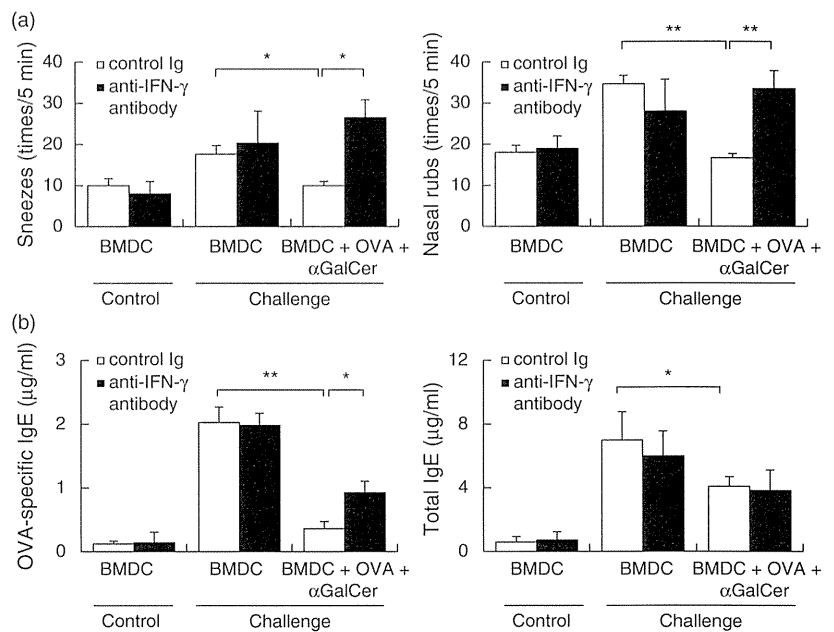 (a)
Sneezes (times/5 min)
40
30
20
10
0
control Ig
anti-IFN-γ
antibody
*
*
BMDC
BMDC
BMDC + OVA +
αGalCer
Control
Challenge
Nasal rubs (times/5 min)
40
30
20
10
0
control Ig
anti-IFN-γ
antibody
**
**
BMDC
BMDC
BMDC + OVA +
αGalCer
Control
Challenge
(b)
OVA-specific IgE (μg/ml)
3
2
1
0
control Ig
anti-IFN-γ
antibody
**
*
BMDC
BMDC
BMDC + OVA +
αGalCer
Control
Challenge
Total IgE (μg/ml)
12
8
4
0
control Ig
anti-IFN-γ
antibody
*
BMDC
BMDC
BMDC + OVA +
αGalCer
Control
Challenge